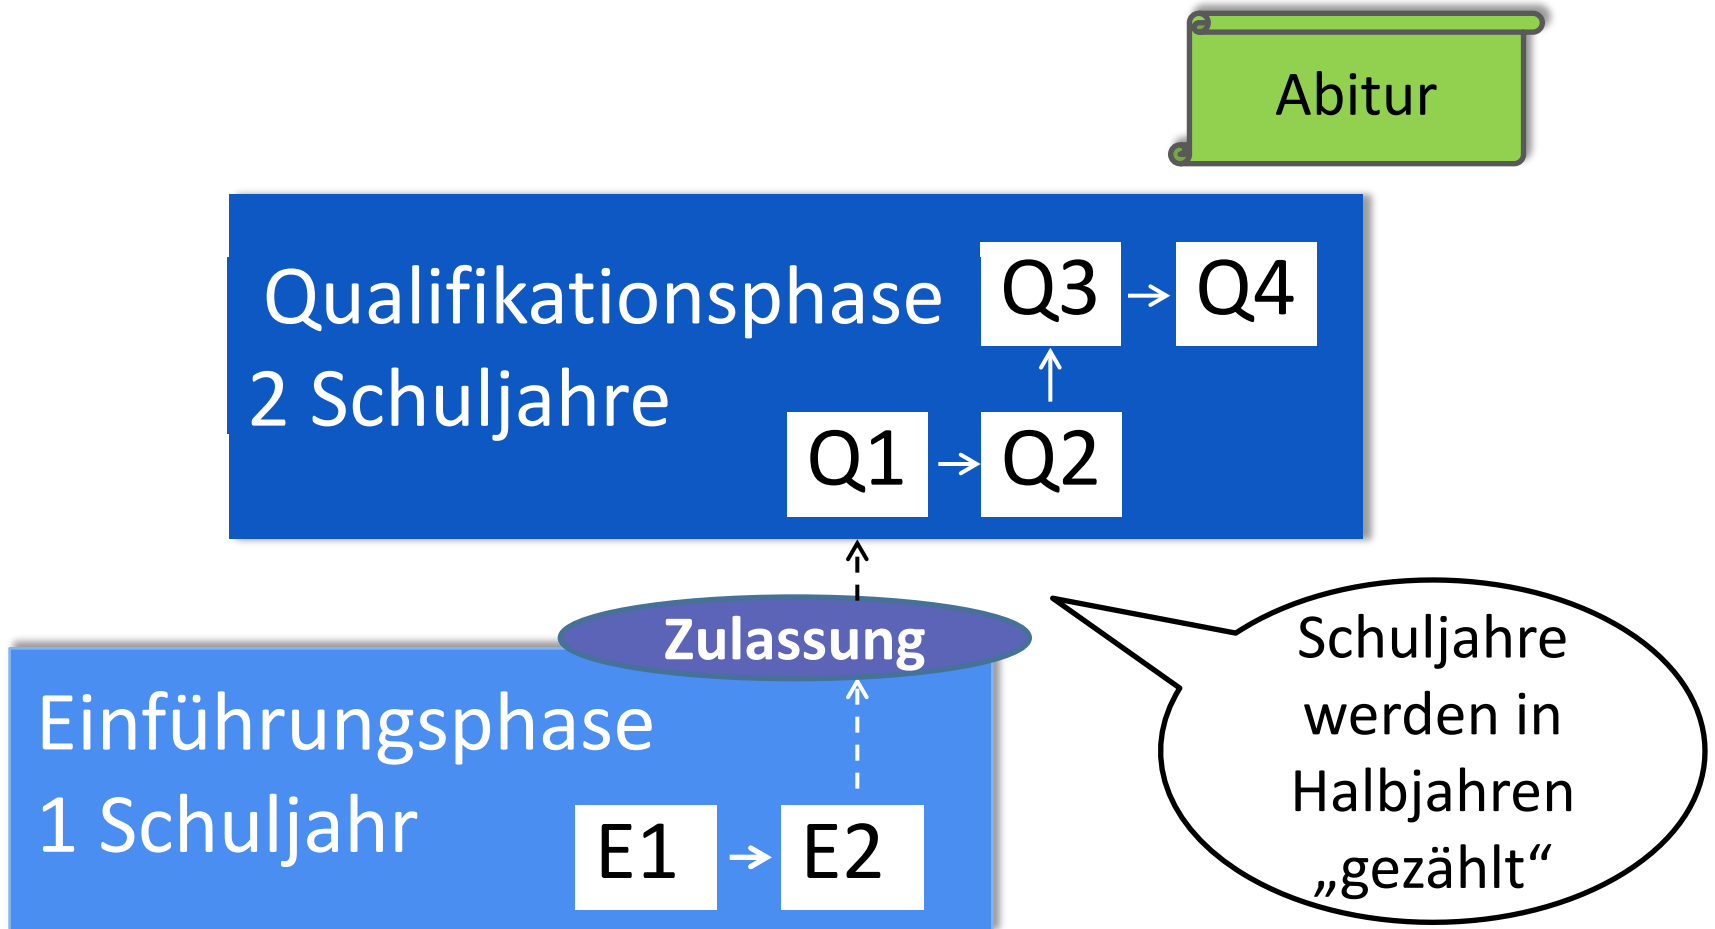 Abitur
Qualifikationsphase
2 Schuljahre
Q3
Q4
Q1
Q2
Zulassung
Einführungsphase
1 Schuljahr
E1
E2
Schuljahre
werden in
Halbjahren
„gezählt“